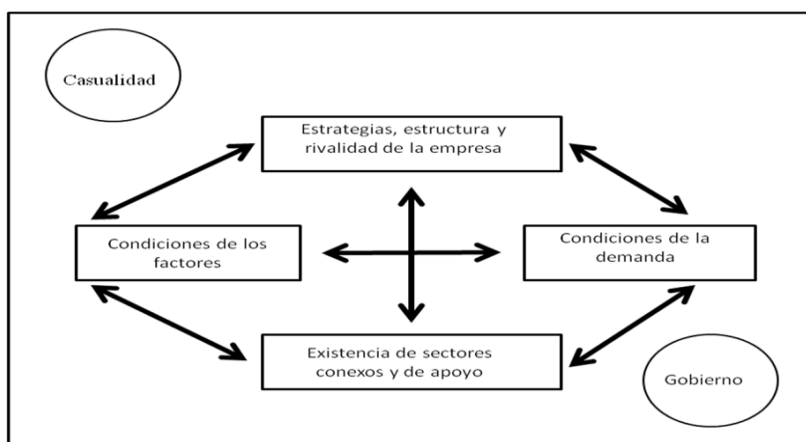 Casualidad
Estrategias, estructura y
rivalidad de la empresa
Condiciones de los
factores
Condiciones de la
demanda
Existencia de sectores
conexos y de apoyo
Gobierno